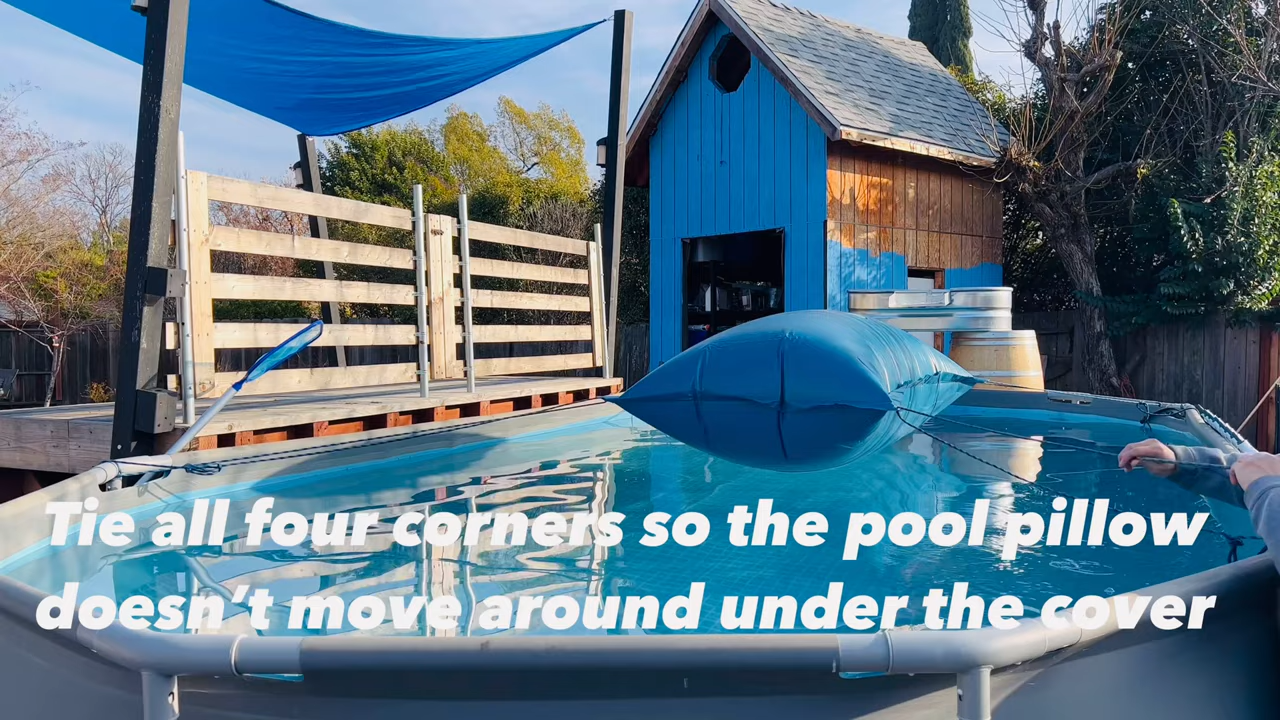 Tie all four corners so the pool pillow
doesn’t move around under the cover